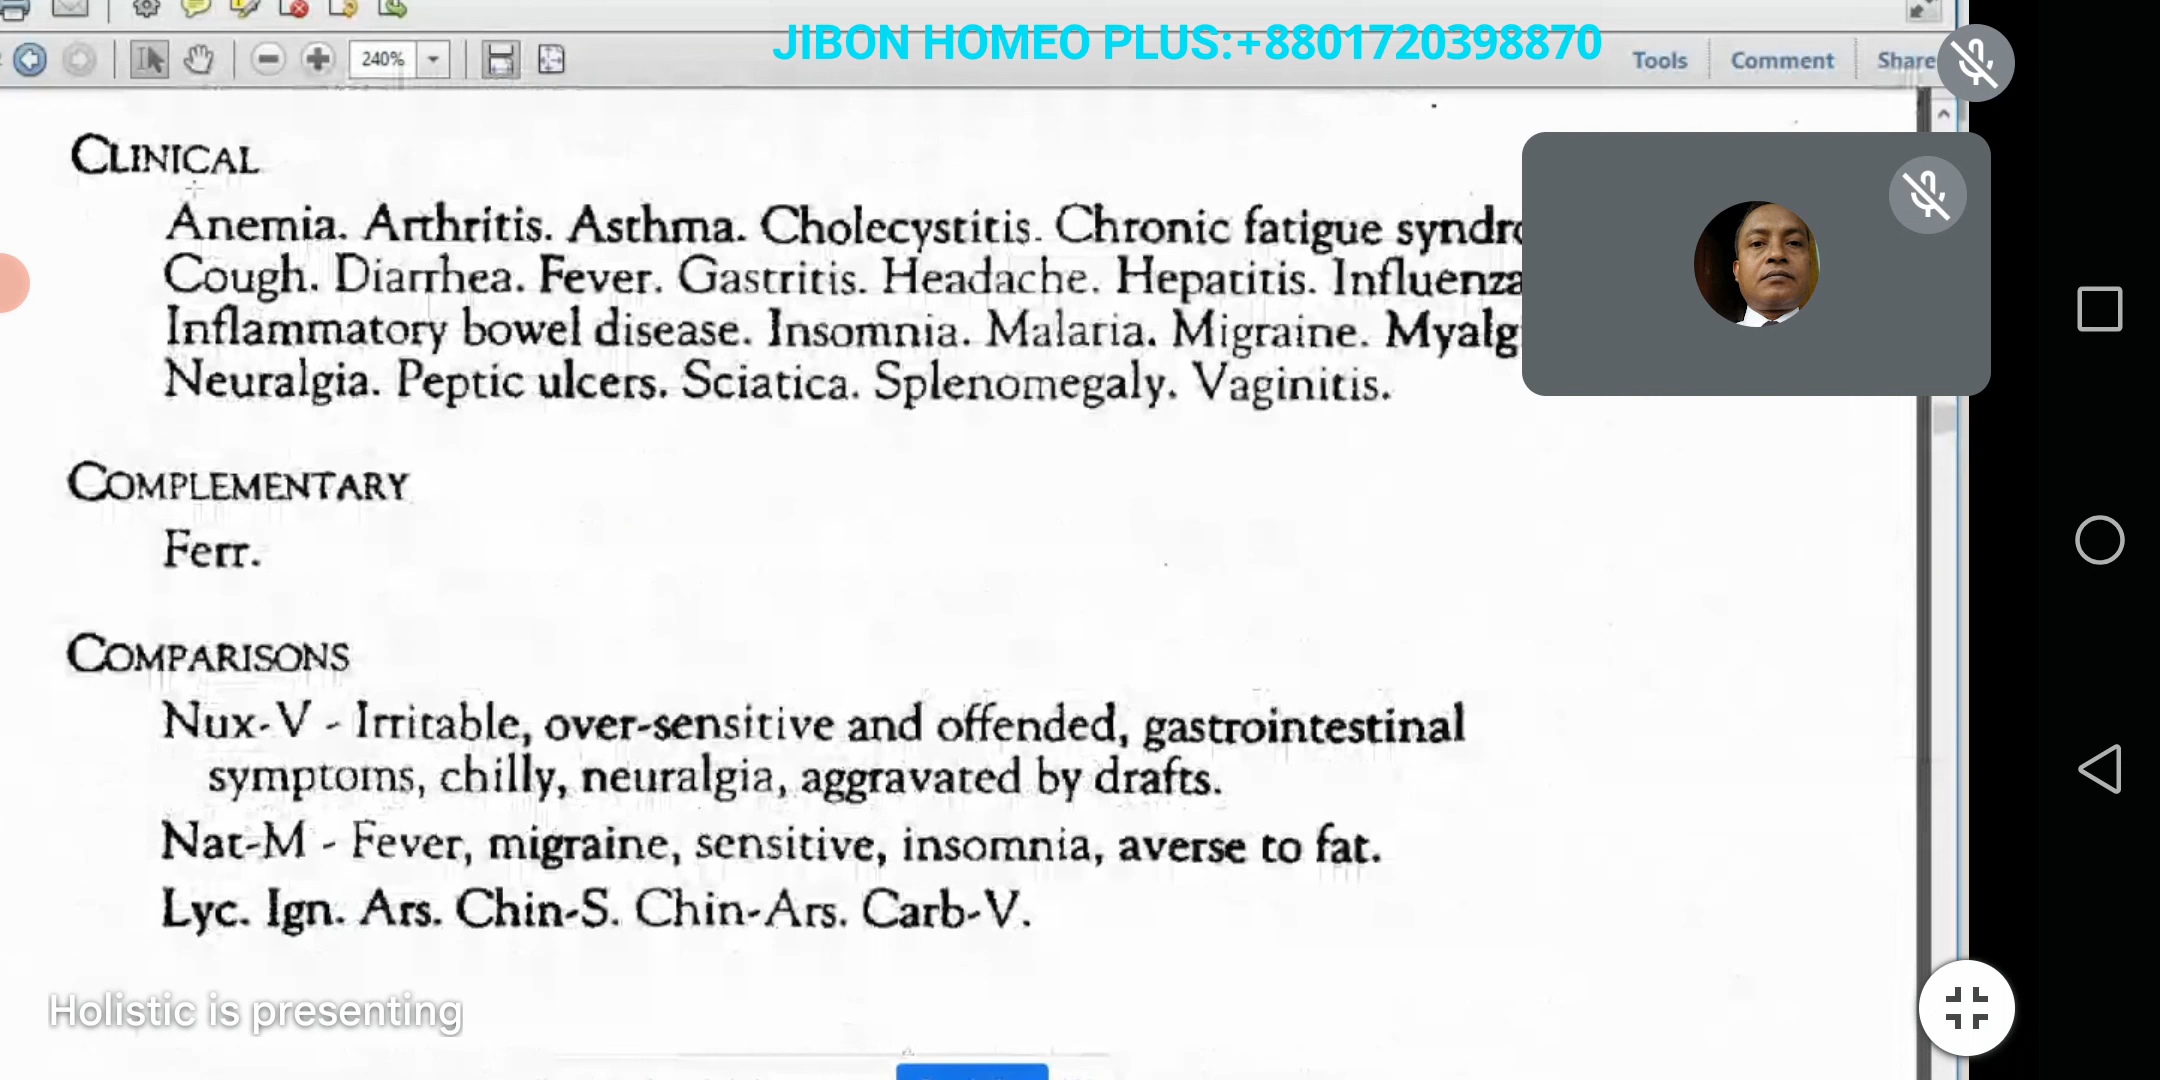 JIBON HOMEO PLUS:+8801720398870
240%
Tools
Comment
Share
CLINICAL
Anemia. Arthritis. Asthma. Cholecystitis. Chronic fatigue
Cough. Diarrhea. Fever. Gastritis. Headache. Hepatitis. Influenza
Inflammatory bowel disease. Insomnia. Malaria. Migraine.
Neuralgia. Peptic ulcers. Sciatica. Splenomegaly. Vaginitis.
COMPLEMENTARY
Ferr.
COMPARISONS
Nux-V - Irritable, over-sensitive and offended, gastrointestinal
symptoms, chilly, neuralgia, aggravated by drafts.
Nat-M - Fever, migraine, sensitive, insomnia, averse to fat.
Lyc. Ign. Ars. Chin-S. Chin-Ars. Carb-V.
Holistic is presenting